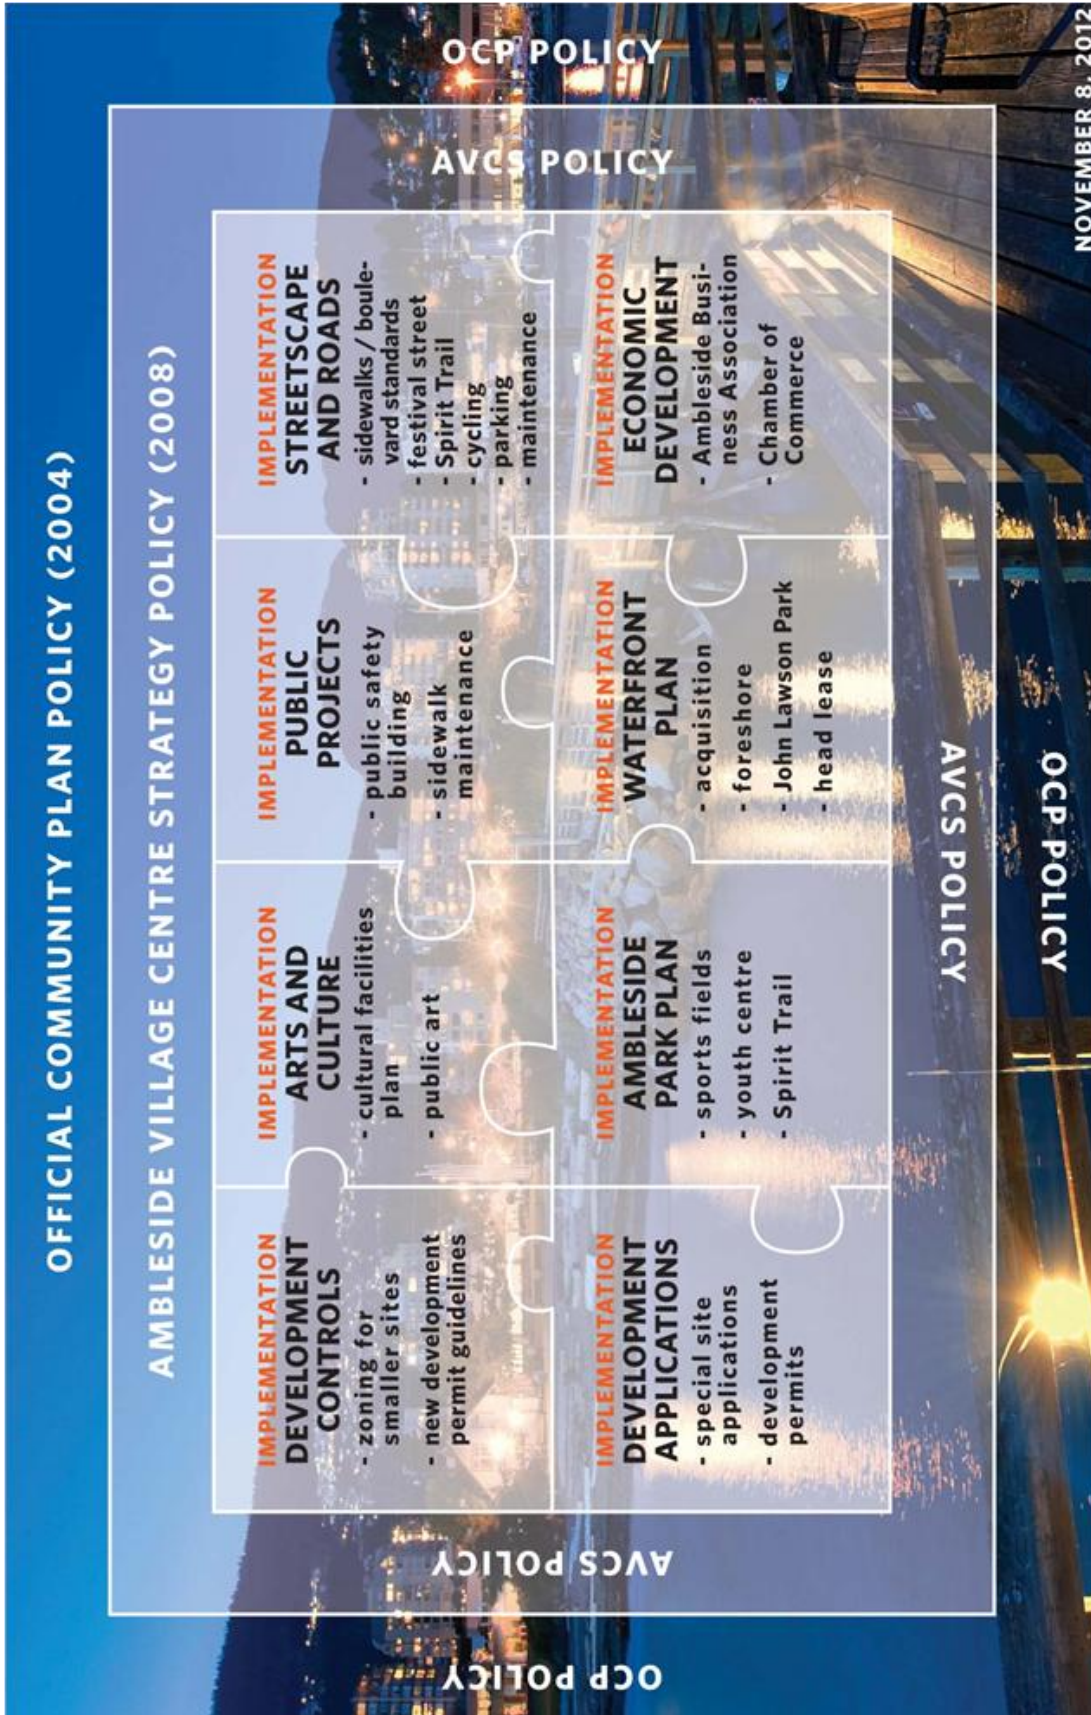 OFFICIAL COMMUNITY PLAN POLICY (2004)
AMBLESIDE VILLAGE CENTRE STRATEGY POLICY (2008)
OCP POLICY
AVCS POLICY
IMPLEMENTATION
DEVELOPMENT
CONTROLS
- zoning for
smaller sites
- new development
permit guidelines
IMPLEMENTATION
ARTS AND
CULTURE
- cultural facilities
plan
- public art
IMPLEMENTATION
PUBLIC
PROJECTS
- public safety
building
- sidewalk
maintenance
IMPLEMENTATION
STREETSCAPE
AND ROADS
- sidewalks / boule-
vard standards
- festival street
- Spirit Trail
- cycling
- parking
- maintenance
IMPLEMENTATION
DEVELOPMENT
APPLICATIONS
- special site
applications
- development
permits
IMPLEMENTATION
AMBLESIDE
PARK PLAN
- sports fields
- youth centre
- Spirit Trail
IMPLEMENTATION
WATERFRONT
PLAN
- acquisition
- foreshore
- John Lawson Park
- head lease
IMPLEMENTATION
ECONOMIC
DEVELOPMENT
- Ambleside Busi-
ness Association
- Chamber of
Commerce
AVCS POLICY
OCP POLICY
AVCS POLICY
OCP POLICY
NOVEMBER 8, 2012